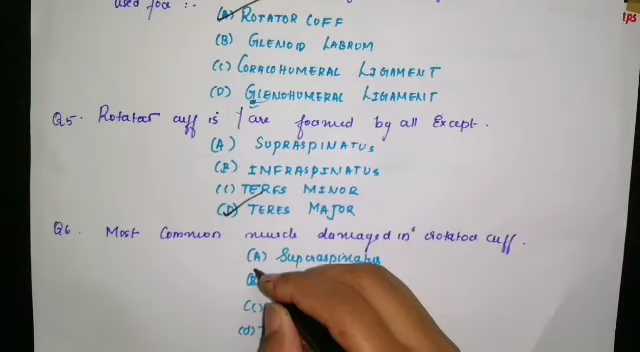 used for :-
(A) ROTATOR CUFF
(B) GLENOID LABRUM
(C) CORACOHUMERAL LIGAMENT
(D) GLENOHUMERAL LIGAMENT
Q5. Rotator cuff is / are foamed by all Except.
(A) SUPRASPINATUS
(B) INFRASPINATUS
(C) TERES MINOR
(D) TERES MAJOR
Q6. Most Common muscle damaged in rotator cuff.
(A) Supraspinatus
(B)
(C)
(d)